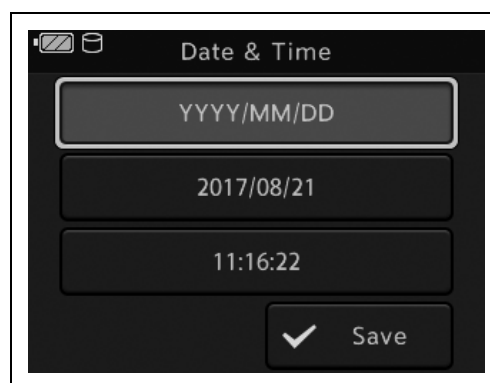 Date & Time
YYYY/MM/DD
2017/08/21
11:16:22
Save